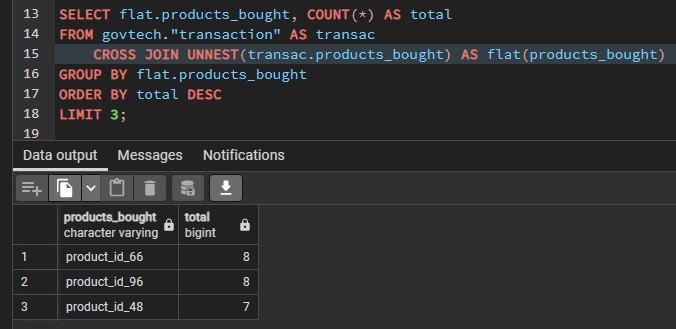 13 SELECT flat.products_bought, COUNT(*) AS total
14 FROM govtech."transaction" AS transac
15 CROSS JOIN UNNEST(transac.products_bought) AS flat(products_bought)
16 GROUP BY flat.products_bought
17 ORDER BY total DESC
18 LIMIT 3;
19
Data output Messages Notifications
products_bought total
character varying bigint
1 product_id_66 8
2 product_id_96 8
3 product_id_48 7